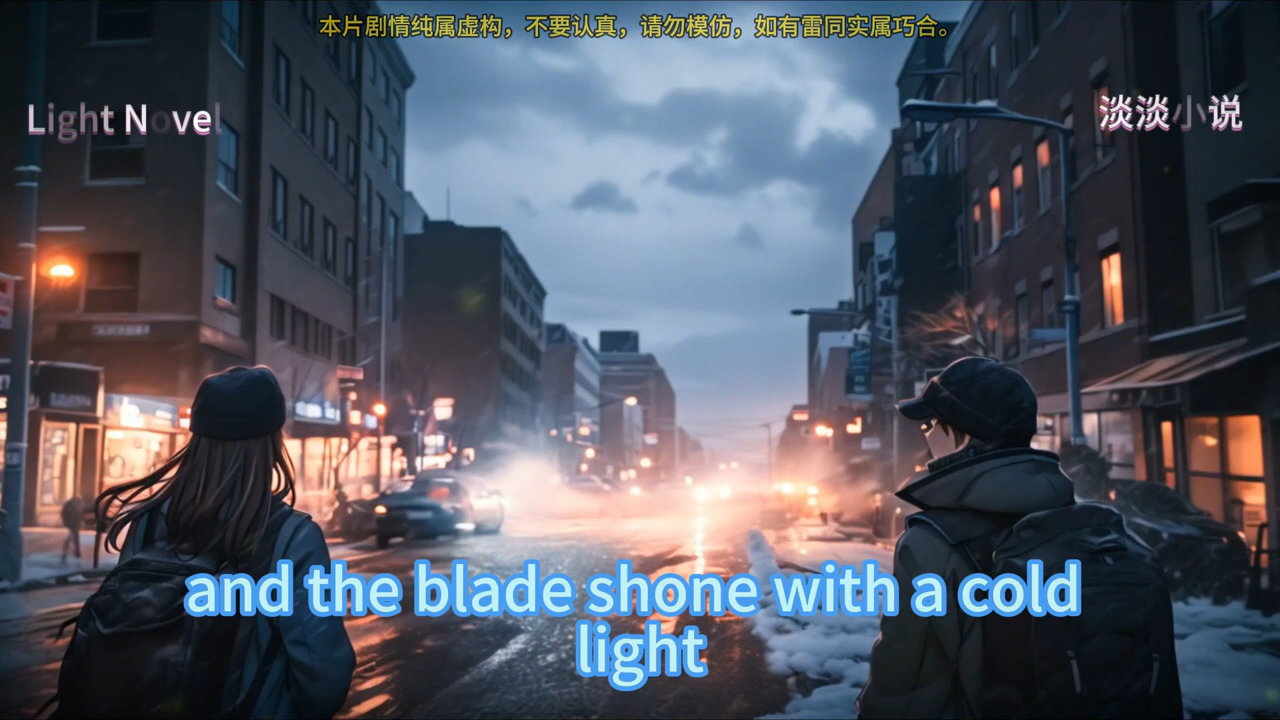 本片剧情纯属虚构，不要认真，请勿模仿，如有雷同实属巧合。
Light Novel
淡淡小说
and the blade shone with a cold
light